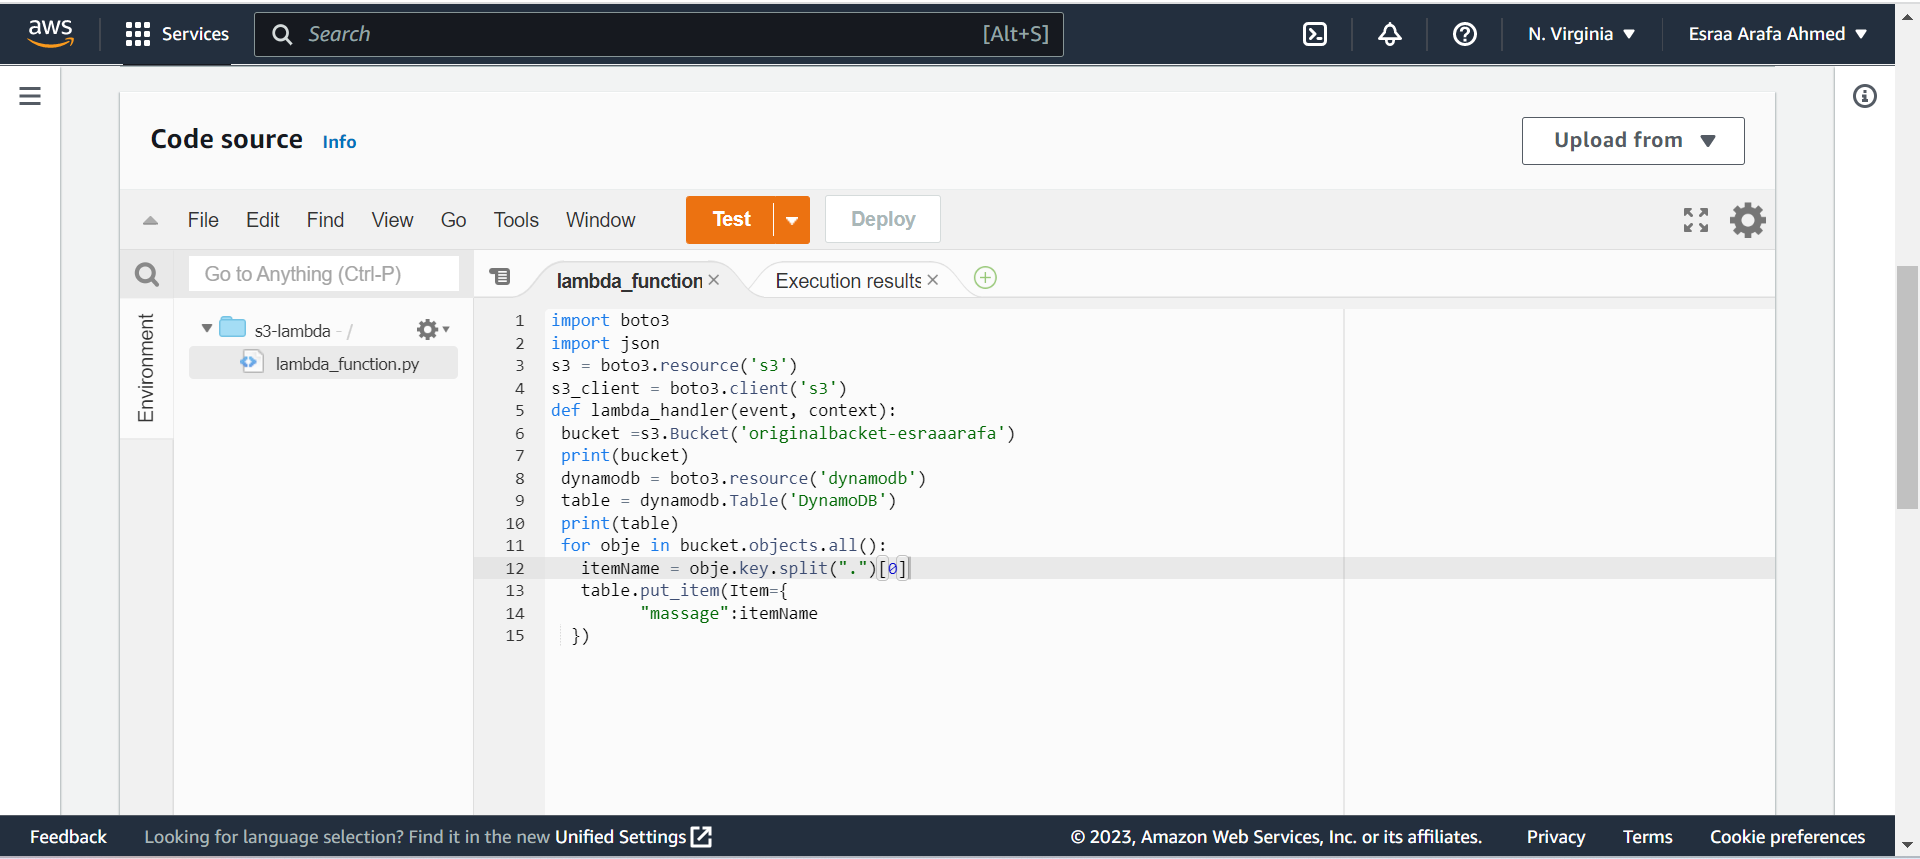 aws
Services
Search
[Alt+S]
N. Virginia
Esraa Arafa Ahmed
Code source
Info
Upload from
File
Edit
Find
View
Go
Tools
Window
Test
Deploy
Go to Anything (Ctrl-P)
lambda_function
Execution results
Environment
s3-lambda - /
lambda_function.py
1 import boto3
2 import json
3 s3 = boto3.resource('s3')
4 s3_client = boto3.client('s3')
5 def lambda_handler(event, context):
6 bucket =s3.Bucket('originalbacket-esraaarafa')
7 print(bucket)
8 dynamodb = boto3.resource('dynamodb')
9 table = dynamodb.Table('DynamoDB')
10 print(table)
11 for obje in bucket.objects.all():
12 itemName = obje.key.split(".")[0]
13 table.put_item(Item={
14 "massage":itemName
15 })
Feedback
Looking for language selection? Find it in the new Unified Settings
© 2023, Amazon Web Services, Inc. or its affiliates.
Privacy
Terms
Cookie preferences